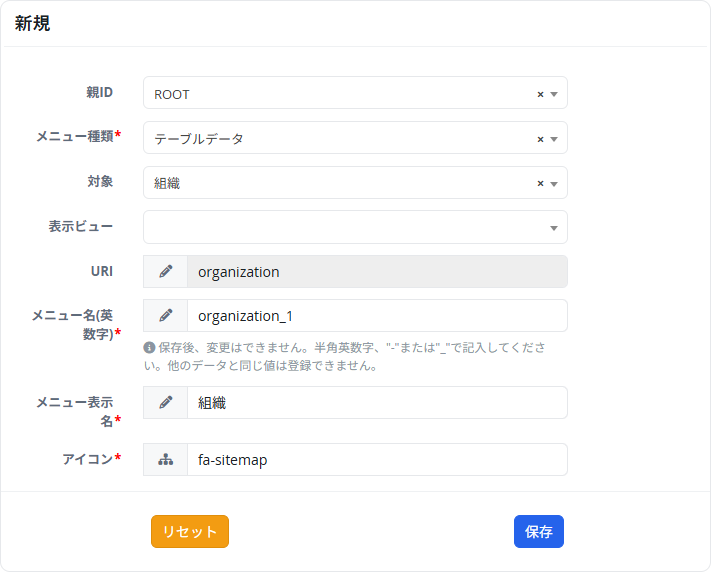 新規
親ID
ROOT
×
メニュー種類*
テーブルデータ
×
対象
組織
×
表示ビュー
URI
organization
メニュー名(英
数字)*
organization_1
保存後、変更はできません。半角英数字、"-"または"_"で記入してくださ
い。他のデータと同じ値は登録できません。
メニュー表示
名*
組織
アイコン*
fa-sitemap
リセット
保存